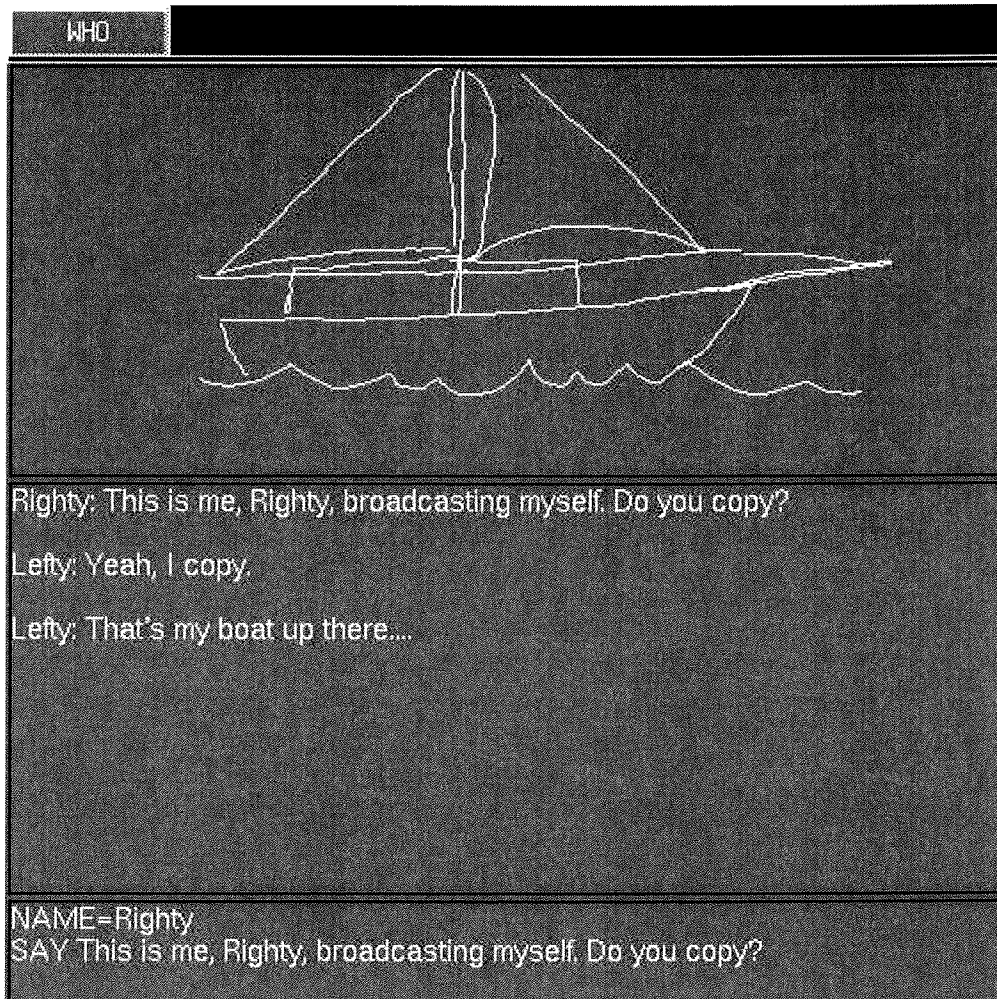 WHO
Righty: This is me, Righty, broadcasting myself. Do you copy?
Lefty: Yeah, I copy.
Lefty: That's my boat up there....
NAME=Righty
SAY This is me, Righty, broadcasting myself. Do you copy?